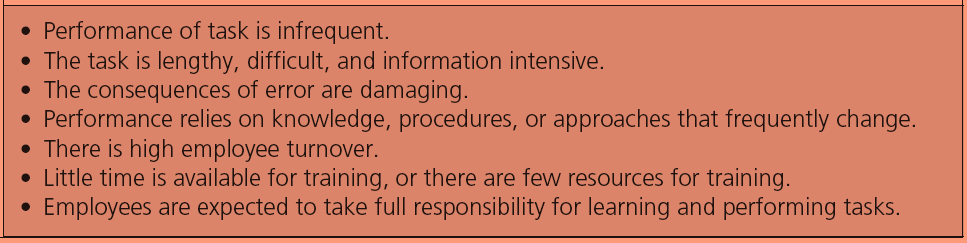 • Performance of task is infrequent.
• The task is lengthy, difficult, and information intensive.
• The consequences of error are damaging.
• Performance relies on knowledge, procedures, or approaches that frequently change.
• There is high employee turnover.
• Little time is available for training, or there are few resources for training.
• Employees are expected to take full responsibility for learning and performing tasks.